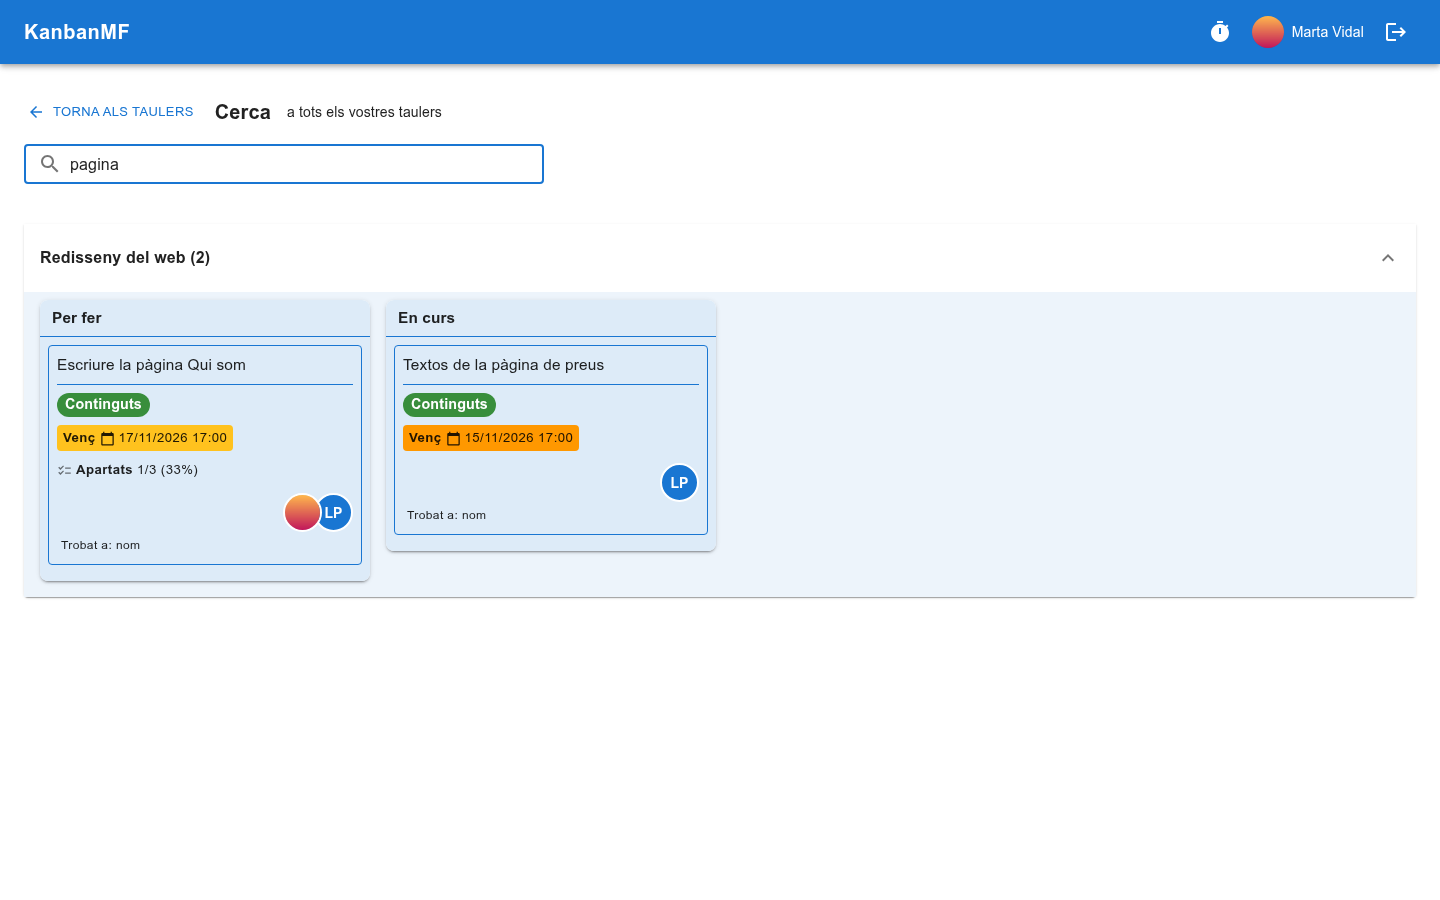 KanbanMF
Marta Vidal
TORNA ALS TAULERS
Cerca
a tots els vostres taulers
pagina
Redisseny del web (2)
Per fer
Escriure la pàgina Qui som
Continguts
Venç 17/11/2026 17:00
Apartats 1/3 (33%)
LP
Trobat a: nom
En curs
Textos de la pàgina de preus
Continguts
Venç 15/11/2026 17:00
LP
Trobat a: nom